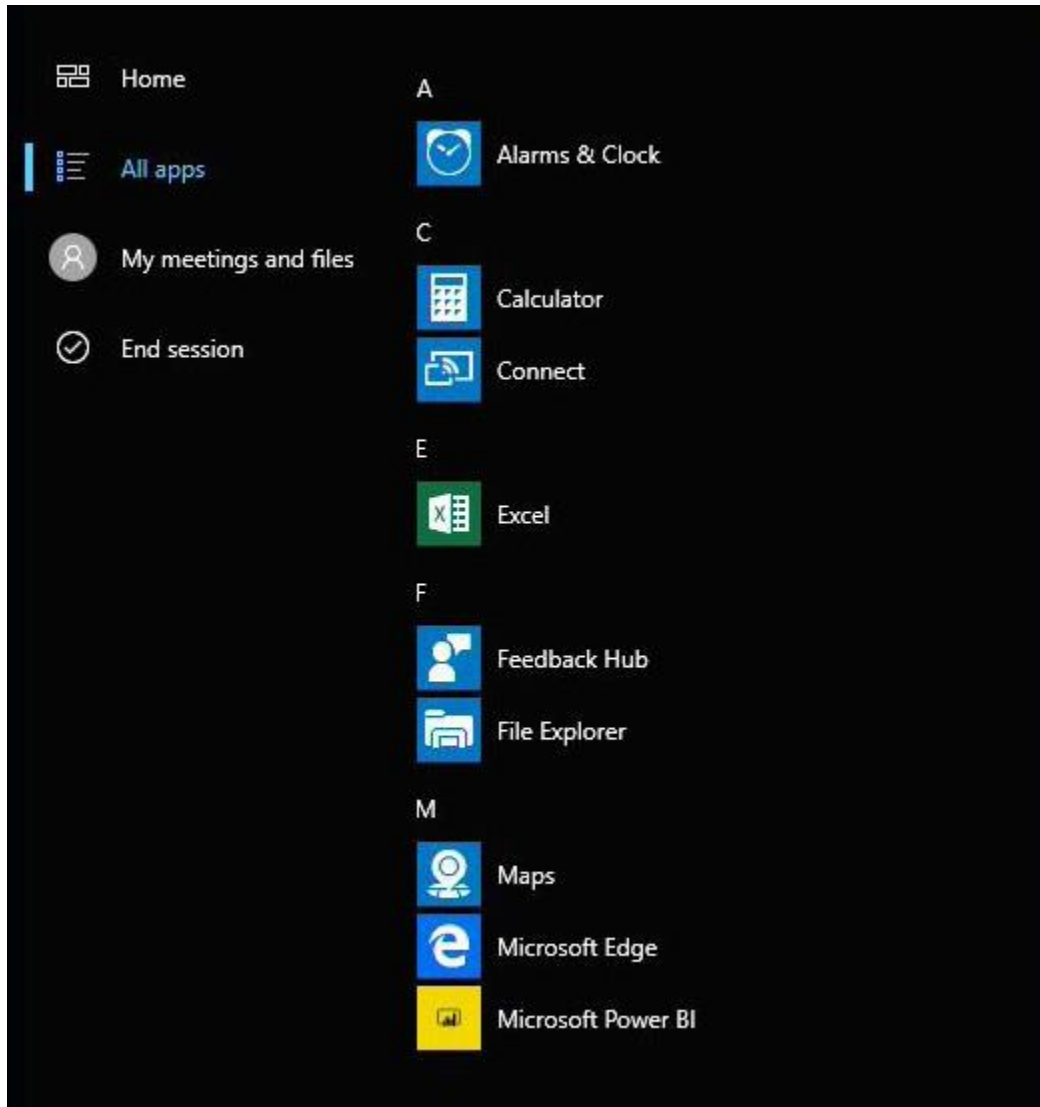 Home
All apps
My meetings and files
End session
A
Alarms & Clock
C
Calculator
Connect
E
Excel
F
Feedback Hub
File Explorer
M
Maps
Microsoft Edge
Microsoft Power BI